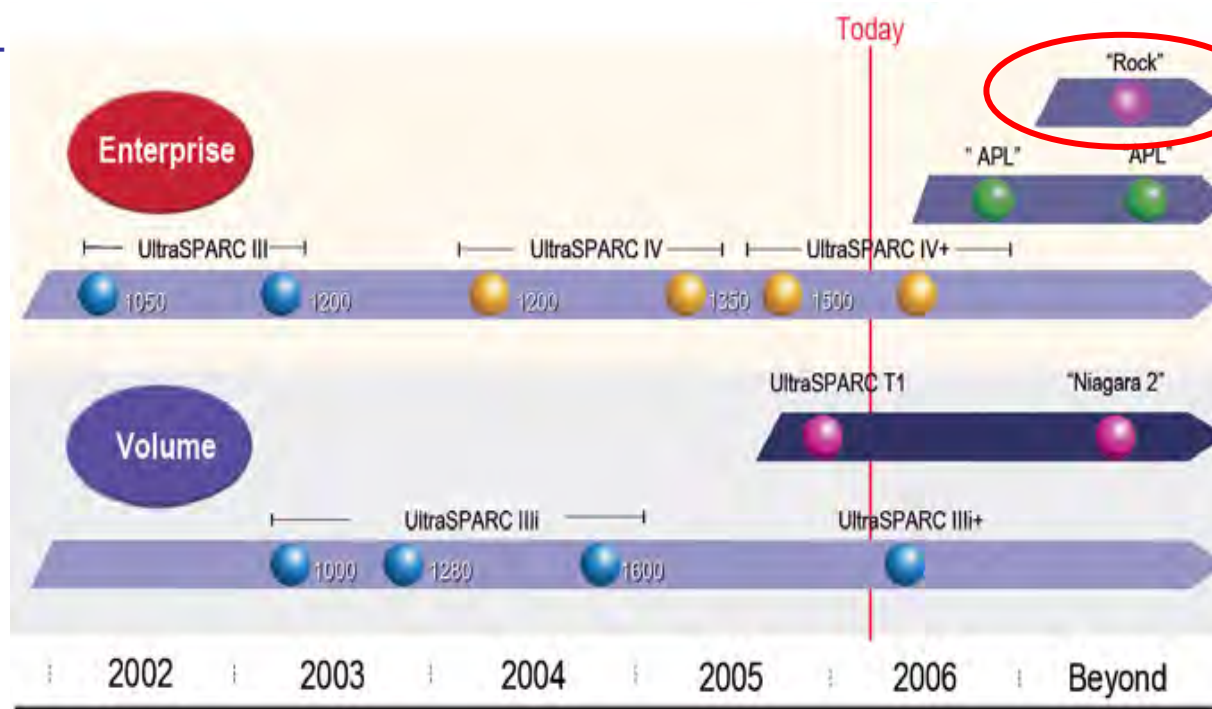 Today
"Rock"
Enterprise
" APL"
"APL"
UltraSPARC III
UltraSPARC IV
UltraSPARC IV+
1050
1200
1200
1350
1500
UltraSPARC T1
"Niagara 2"
Volume
UltraSPARC IIIi
UltraSPARC IIIi+
1000
1280
1600
2002
2003
2004
2005
2006
Beyond